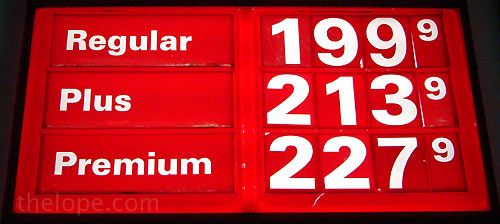 Regular 199 9
Plus 213 9
Premium 227 9
thelope.com